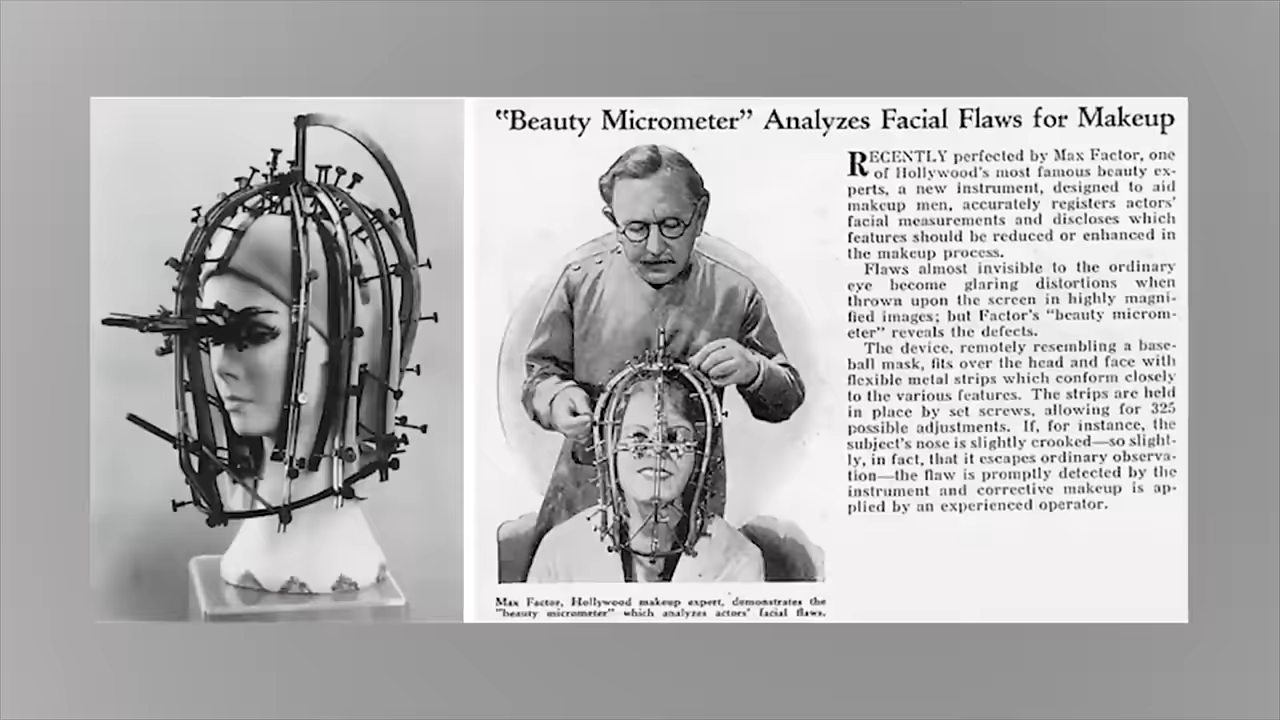 "Beauty Micrometer" Analyzes Facial Flaws for Makeup
RECENTLY perfected by Max Factor, one
of Hollywood's most famous beauty ex-
perts, a new instrument, designed to aid
makeup men, accurately registers actors'
facial measurements and discloses which
features should be reduced or enhanced in
the makeup process.
Flaws almost invisible to the ordinary
eye become glaring distortions when
thrown upon the screen in highly magni-
fied images; but Factor's "beauty microm-
eter" reveals the defects.
The device, remotely resembling a base-
ball mask, fits over the head and face with
flexible metal strips which conform closely
to the various features. The strips are held
in place by set screws, allowing for 325
possible adjustments. If, for instance, the
subject's nose is slightly crooked—so slight-
ly, in fact, that it escapes ordinary observa-
tion—the flaw is promptly detected by the
instrument and corrective makeup is ap-
plied by an experienced operator.
Max Factor, Hollywood makeup expert, demonstrates the
"beauty micrometer" which analyzes actors' facial flaws.